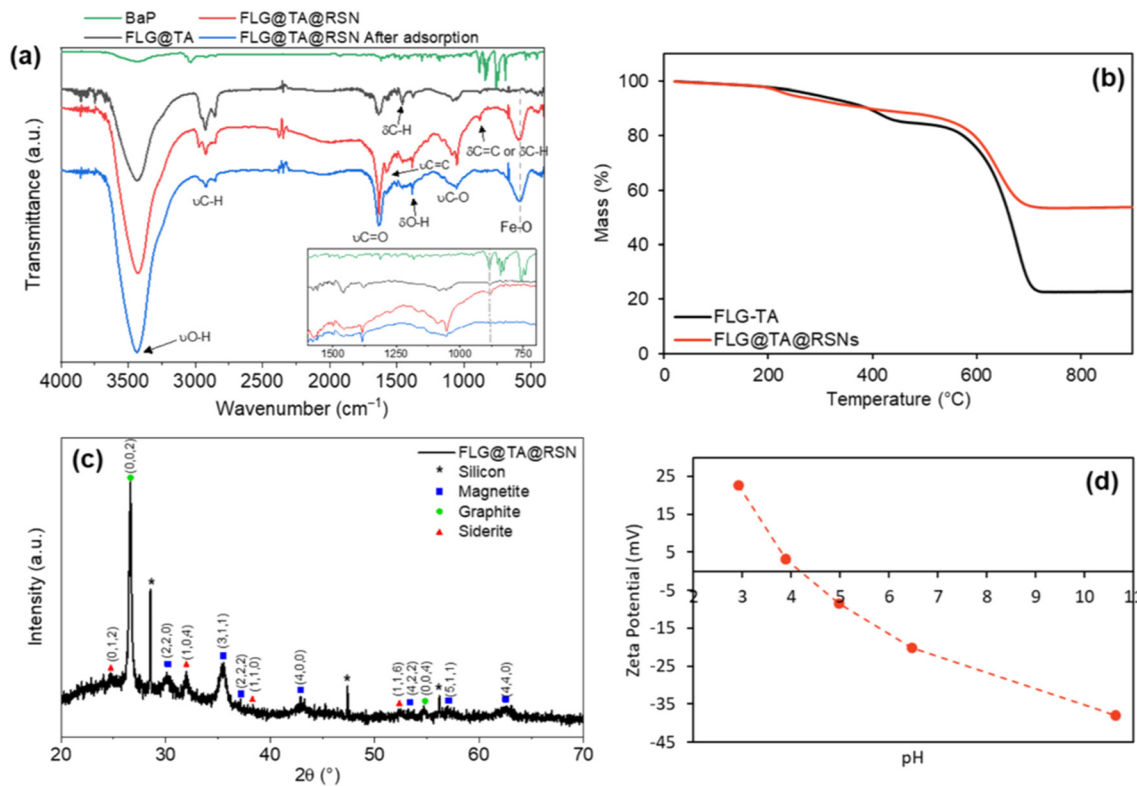 (a)
BaP
FLG@TA@RSN
FLG@TA
FLG@TA@RSN After adsorption
Transmittance (a.u.)
δC-H
δC=C or δC-H
υC=C
υC-H
υC-O
δO-H
υC=O
Fe-O
υO-H
1500 1250 1000 750
4000 3500 3000 2500 2000 1500 1000 500
Wavenumber (cm⁻¹)
(b)
Mass (%)
100
80
60
40
20
0
FLG-TA
FLG@TA@RSNs
0 200 400 600 800
Temperature (°C)
(c)
FLG@TA@RSN
* Silicon
Magnetite
Graphite
Siderite
Intensity (a.u.)
(0,1,2)
(0,0,2)
*
(2,2,0)
(1,0,4)
(3,1,1)
(2,2,2)
(1,1,0)
(4,0,0)
*
(1,1,6)
(4,2,2)
(0,0,4)
*
(5,1,1)
(4,4,0)
20 30 40 50 60 70
2θ (°)
(d)
Zeta Potential (mV)
25
15
5
-5
-15
-25
-35
-45
2 3 4 5 6 7 8 9 10 11
pH